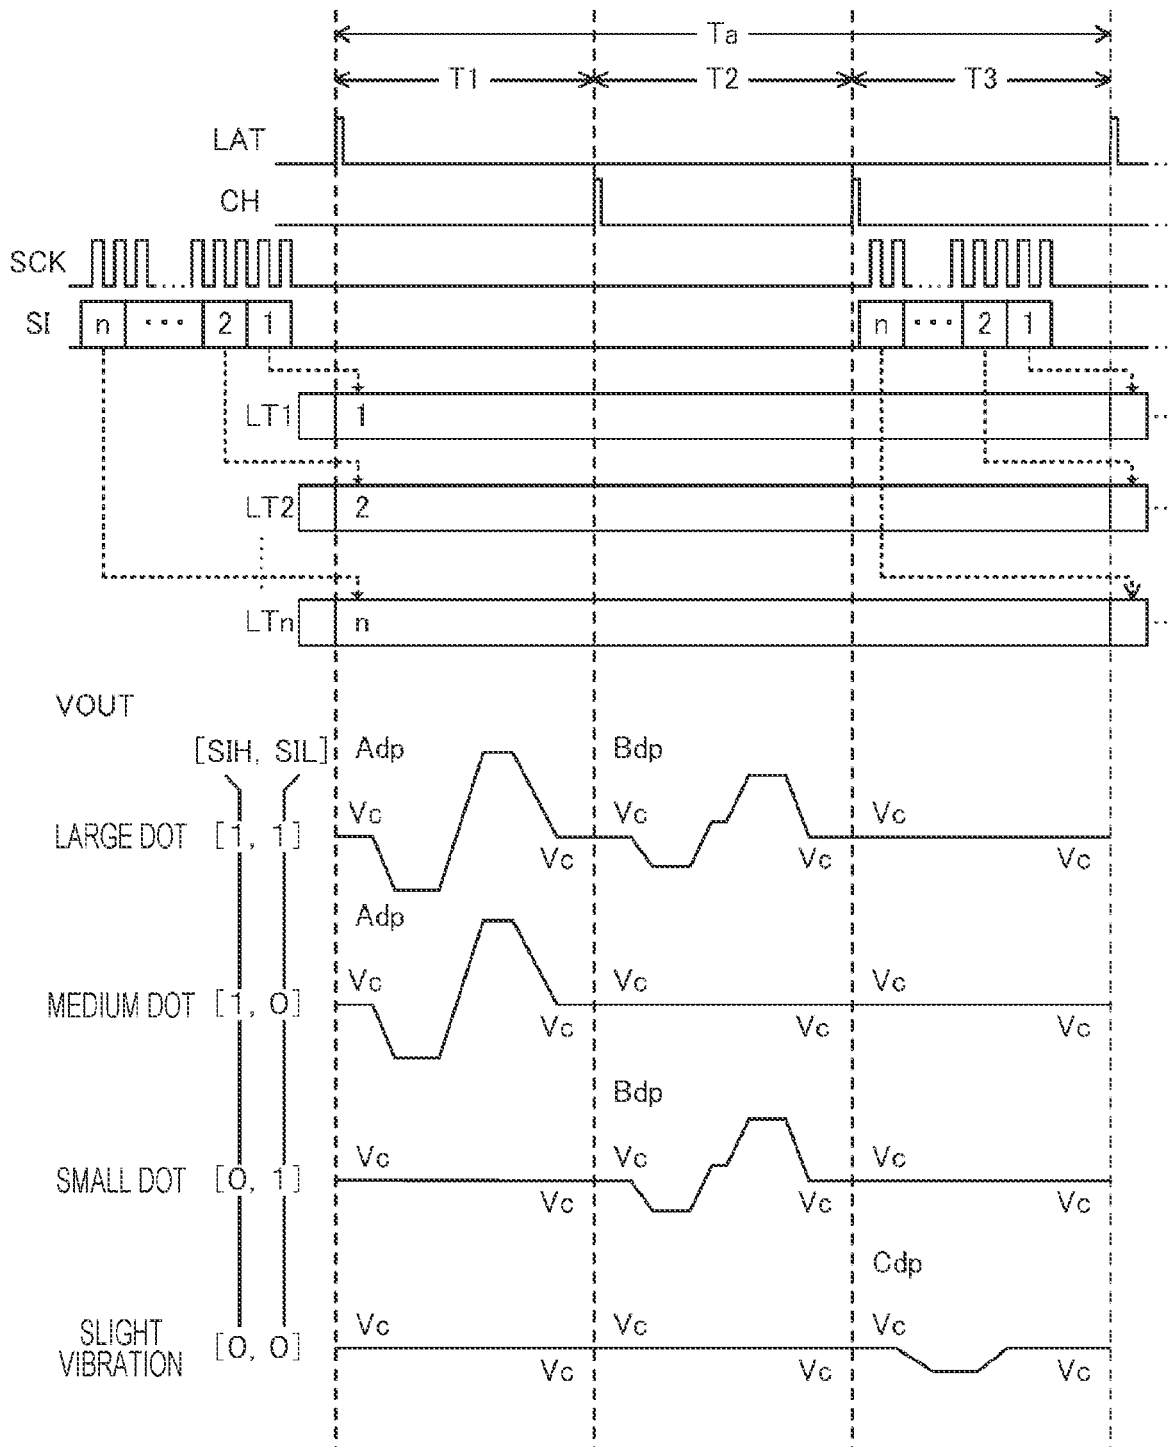 Ta
T1 T2 T3
LAT
CH
SCK
SI n ... 2 1 n ... 2 1
LT1 1
LT2 2
LTn n
VOUT
[SIH, SIL] Adp Bdp
Vc Vc Vc
LARGE DOT [1, 1]
Vc Vc Vc
Adp
Vc Vc Vc
MEDIUM DOT [1, 0]
Vc Vc Vc
Bdp
Vc Vc Vc
SMALL DOT [0, 1]
Vc Vc Vc
Cdp
Vc Vc Vc
SLIGHT
VIBRATION [0, 0]
Vc Vc Vc